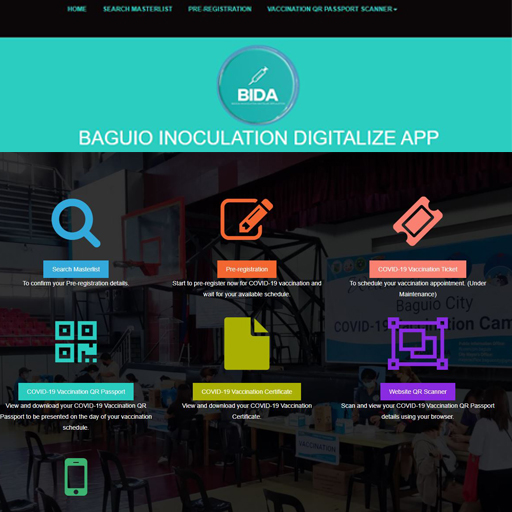 HOME SEARCH MASTERLIST PRE-REGISTRATION VACCINATION QR PASSPORT SCANNER
BIDA
BAGUIO INOCULATION DIGITALIZE APP
Search Masterlist
To confirm your Pre-registration details.
Pre-registration
Start to pre-register now for COVID-19 vaccination and
wait for your available schedule.
COVID-19 Vaccination Ticket
To schedule your vaccination appointment. (Under
Maintenance)
Baguio City
COVID-19
COVID-19 Vaccination QR Passport
View and download your COVID-19 Vaccination QR
Passport to be presented on the day of your vaccination
schedule.
COVID-19 Vaccination Certificate
View and download your COVID-19 Vaccination
Certificate.
Website QR Scanner
Scan and view your COVID-19 Vaccination QR Passport
details using your browser.